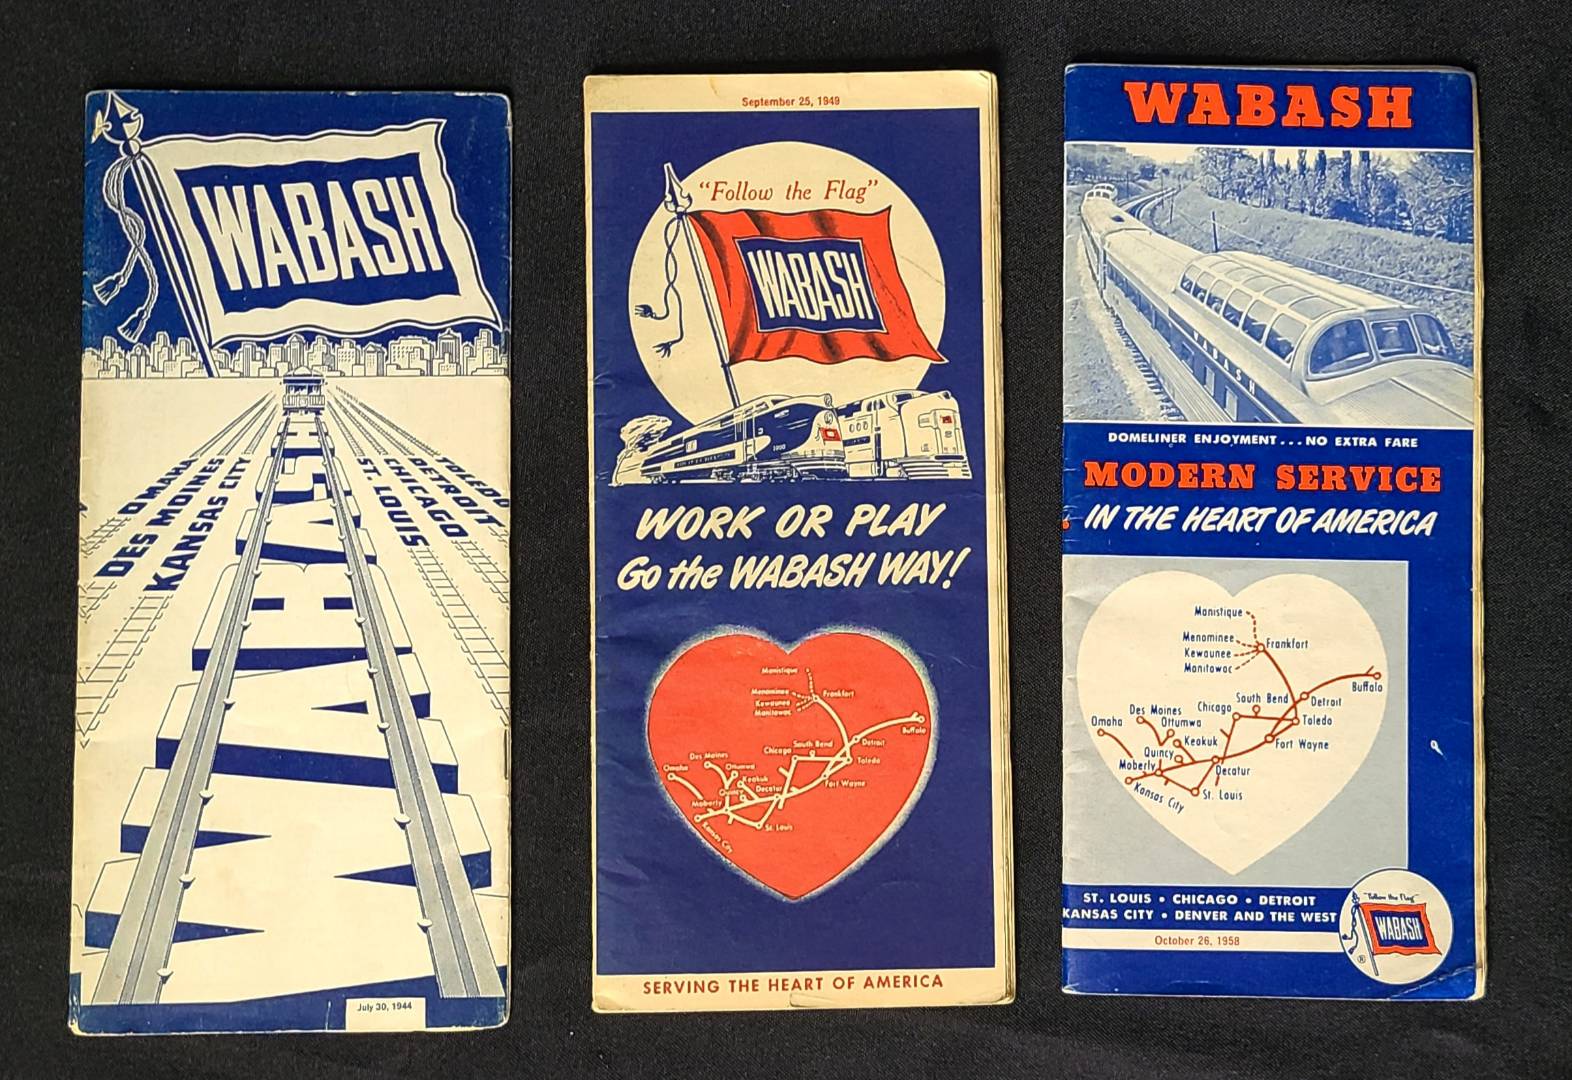 WABASH
OMAHA
DES MOINES
KANSAS CITY
ST. LOUIS
CHICAGO
DETROIT
TOLEDO
WABASH
July 30, 1944
September 25, 1949
"Follow the Flag"
WABASH
WORK OR PLAY
Go the WABASH WAY!
Manistique
Menominee
Frankfort
Kewaunee
Manitowoc
Buffalo
Detroit
South Bend
Chicago
Toledo
Des Moines
Omaha
Ottumwa
Keokuk
Fort Wayne
Quincy
Decatur
Moberly
St. Louis
Kansas City
SERVING THE HEART OF AMERICA
WABASH
WABASH
DOMELINER ENJOYMENT...NO EXTRA FARE
MODERN SERVICE
IN THE HEART OF AMERICA
Manistique
Menominee
Frankfort
Kewaunee
Manitowoc
Buffalo
South Bend
Detroit
Chicago
Des Moines
Toledo
Omaha
Ottumwa
Keokuk
Fort Wayne
Quincy
Moberly
Decatur
Kansas City
St. Louis
ST. LOUIS • CHICAGO • DETROIT
KANSAS CITY • DENVER AND THE WEST
October 26, 1958
"Follow the Flag"
WABASH
®